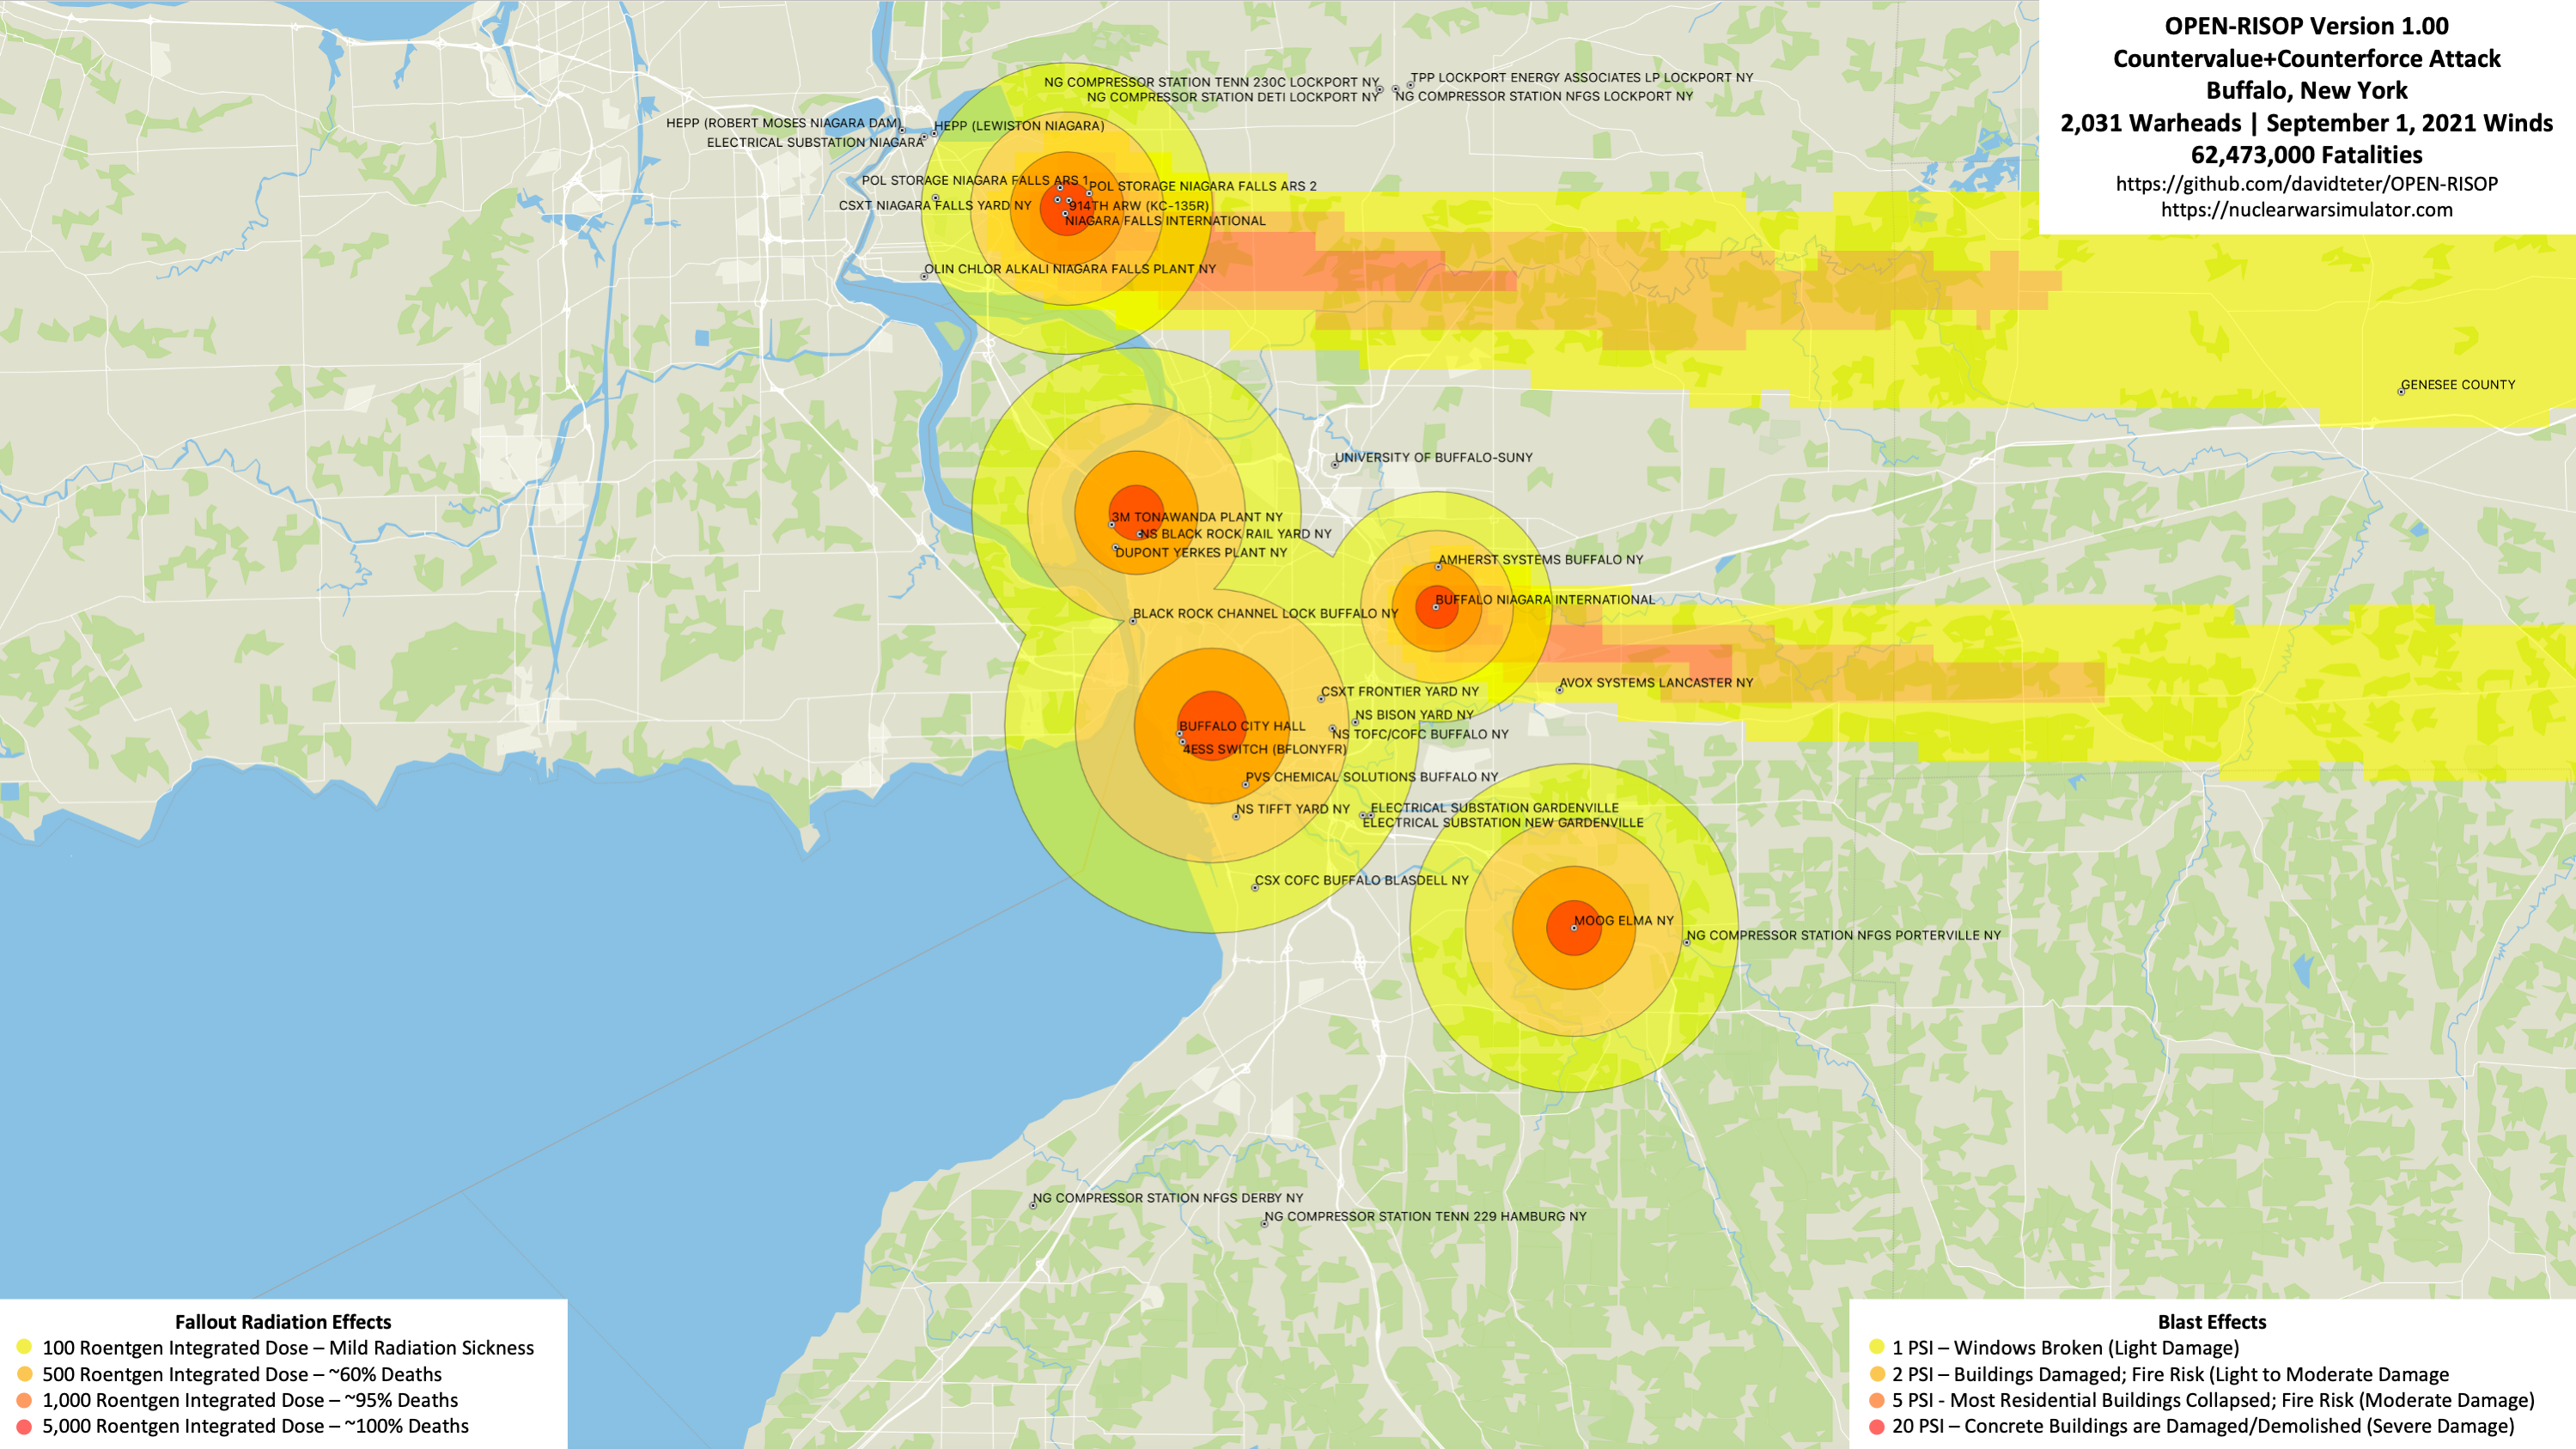 OPEN-RISOP Version 1.00
Countervalue+Counterforce Attack
Buffalo, New York
2,031 Warheads | September 1, 2021 Winds
62,473,000 Fatalities
https://github.com/davidteter/OPEN-RISOP
https://nuclearwarsimulator.com
NG COMPRESSOR STATION TENN 230C LOCKPORT NY
TPP LOCKPORT ENERGY ASSOCIATES LP LOCKPORT NY
NG COMPRESSOR STATION DETI LOCKPORT NY
NG COMPRESSOR STATION NFGS LOCKPORT NY
HEPP (ROBERT MOSES NIAGARA DAM)
HEPP (LEWISTON NIAGARA)
ELECTRICAL SUBSTATION NIAGARA
POL STORAGE NIAGARA FALLS ARS 1
POL STORAGE NIAGARA FALLS ARS 2
CSXT NIAGARA FALLS YARD NY
914TH ARW (KC-135R)
NIAGARA FALLS INTERNATIONAL
OLIN CHLOR ALKALI NIAGARA FALLS PLANT NY
GENESEE COUNTY
UNIVERSITY OF BUFFALO-SUNY
3M TONAWANDA PLANT NY
NS BLACK ROCK RAIL YARD NY
DUPONT YERKES PLANT NY
AMHERST SYSTEMS BUFFALO NY
BUFFALO NIAGARA INTERNATIONAL
BLACK ROCK CHANNEL LOCK BUFFALO NY
AVOX SYSTEMS LANCASTER NY
CSXT FRONTIER YARD NY
NS BISON YARD NY
BUFFALO CITY HALL
NS TOFC/COFC BUFFALO NY
4ESS SWITCH (BFLONYFR)
PVS CHEMICAL SOLUTIONS BUFFALO NY
NS TIFFT YARD NY
ELECTRICAL SUBSTATION GARDENVILLE
ELECTRICAL SUBSTATION NEW GARDENVILLE
CSX COFC BUFFALO BLASDELL NY
MOOG ELMA NY
NG COMPRESSOR STATION NFGS PORTERVILLE NY
NG COMPRESSOR STATION NFGS DERBY NY
NG COMPRESSOR STATION TENN 229 HAMBURG NY
Fallout Radiation Effects
100 Roentgen Integrated Dose – Mild Radiation Sickness
500 Roentgen Integrated Dose – ~60% Deaths
1,000 Roentgen Integrated Dose – ~95% Deaths
5,000 Roentgen Integrated Dose – ~100% Deaths
Blast Effects
1 PSI – Windows Broken (Light Damage)
2 PSI – Buildings Damaged; Fire Risk (Light to Moderate Damage
5 PSI - Most Residential Buildings Collapsed; Fire Risk (Moderate Damage)
20 PSI – Concrete Buildings are Damaged/Demolished (Severe Damage)